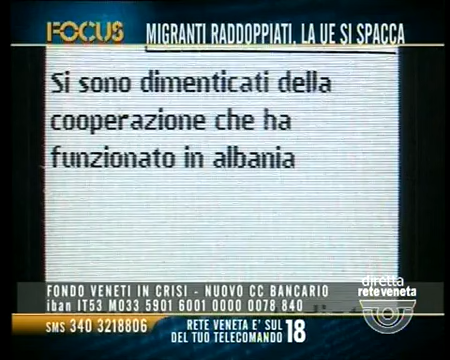 FOCUS MIGRANTI RADDOPPIATI, LA UE SI SPACCA
Si sono dimenticati della
cooperazione che ha
funzionato in albania
FONDO VENETI IN CRISI - NUOVO CC BANCARIO
iban IT53 M033 5901 6001 0000 0078 840
diretta
reteveneta
SMS 340 3218806
RETE VENETA E' SUL
DEL TUO TELECOMANDO 18